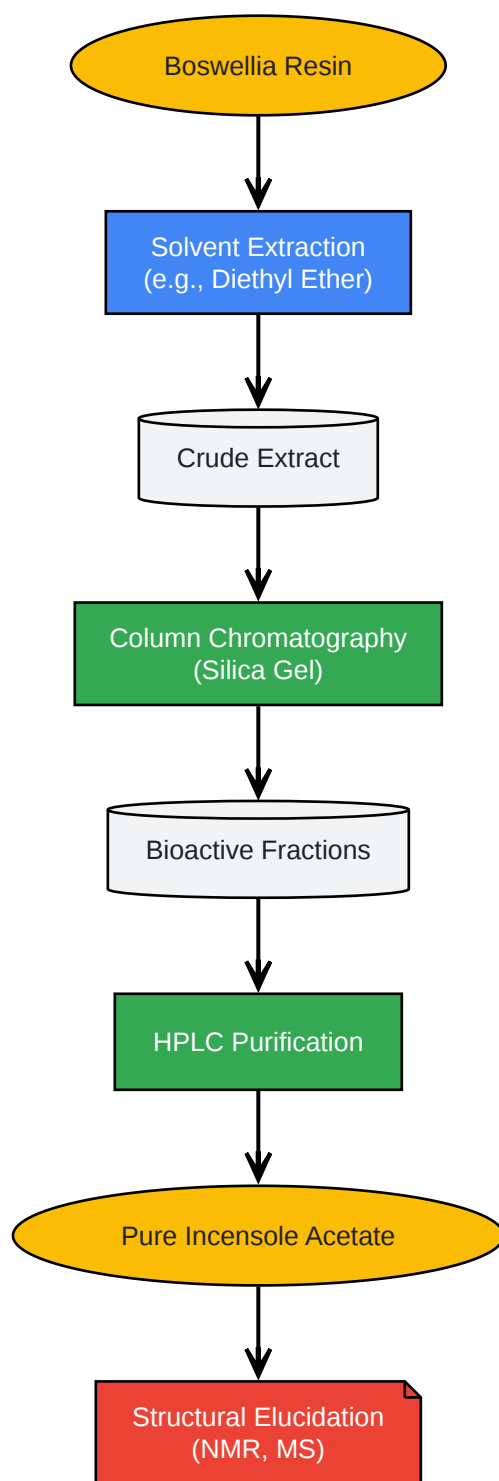 Boswellia Resin
Solvent Extraction
(e.g., Diethyl Ether)
Crude Extract
Column Chromatography
(Silica Gel)
Bioactive Fractions
HPLC Purification
Pure Incensole Acetate
Structural Elucidation
(NMR, MS)